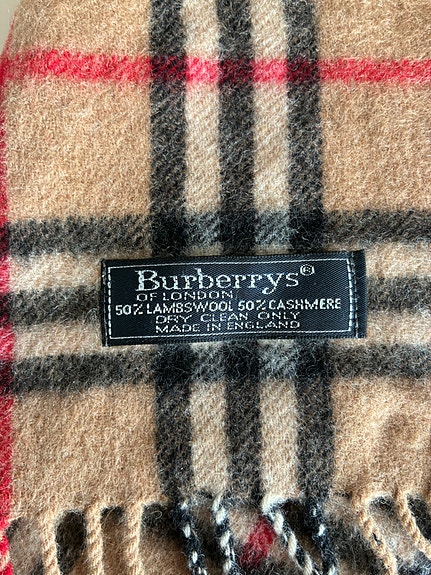 Burberrys®
OF LONDON
50% LAMBSWOOL 50% CASHMERE
DRY CLEAN ONLY
MADE IN ENGLAND